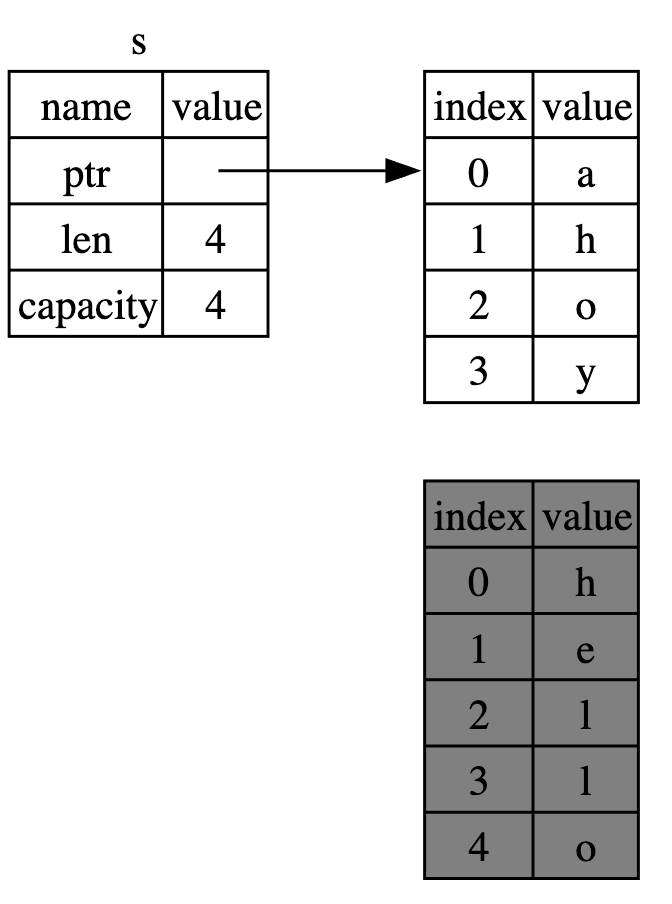 s
name value
ptr
len 4
capacity 4
index value
0 a
1 h
2 o
3 y
index value
0 h
1 e
2 l
3 l
4 o